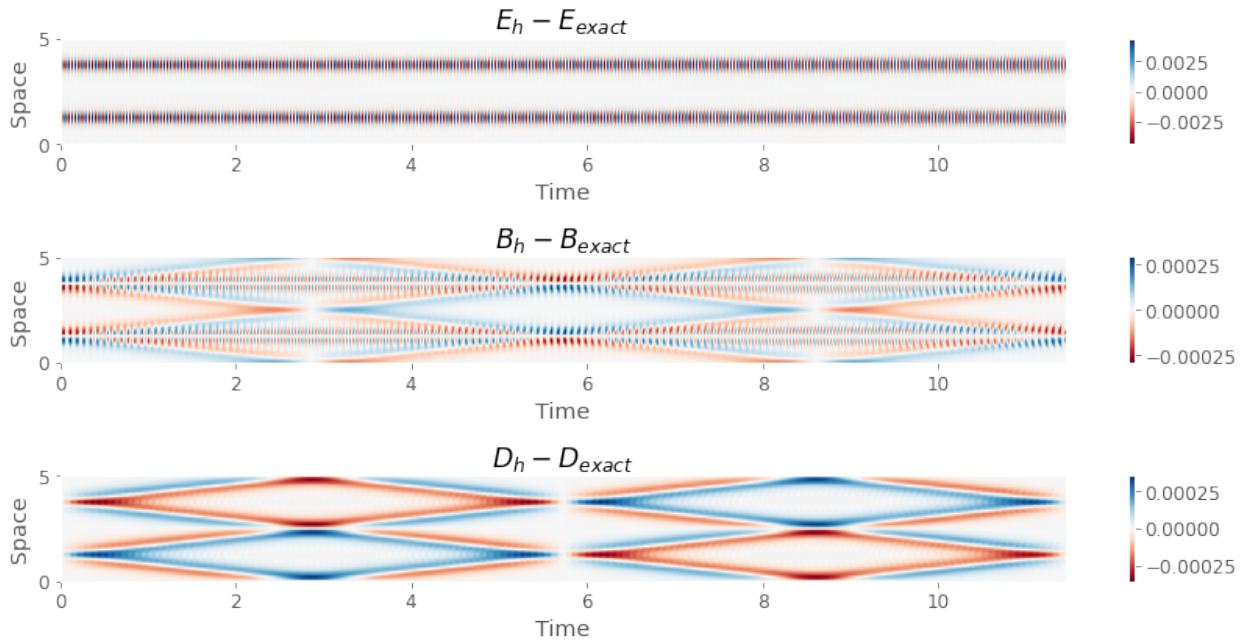 E_h − E_exact
5
0
Space
0 2 4 6 8 10
Time
0.0025
0.0000
−0.0025
B_h − B_exact
5
0
Space
0 2 4 6 8 10
Time
0.00025
0.00000
−0.00025
D_h − D_exact
5
0
Space
0 2 4 6 8 10
Time
0.00025
0.00000
−0.00025